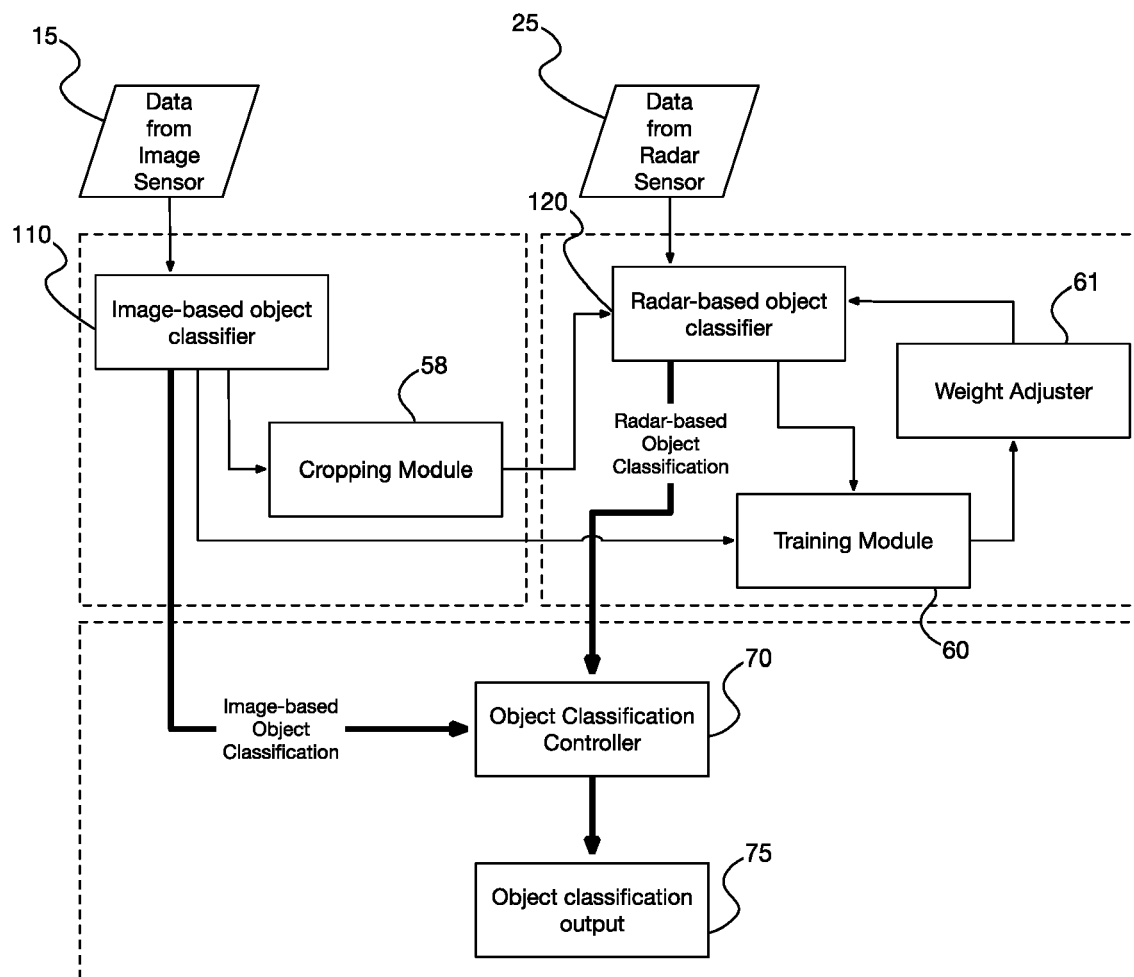 15
25
Data
from
Image
Sensor
Data
from
Radar
Sensor
110
120
Image-based object
classifier
Radar-based object
classifier
61
Weight Adjuster
58
Cropping Module
Radar-based
Object
Classification
Training Module
60
70
Image-based
Object
Classification
Object Classification
Controller
75
Object classification
output